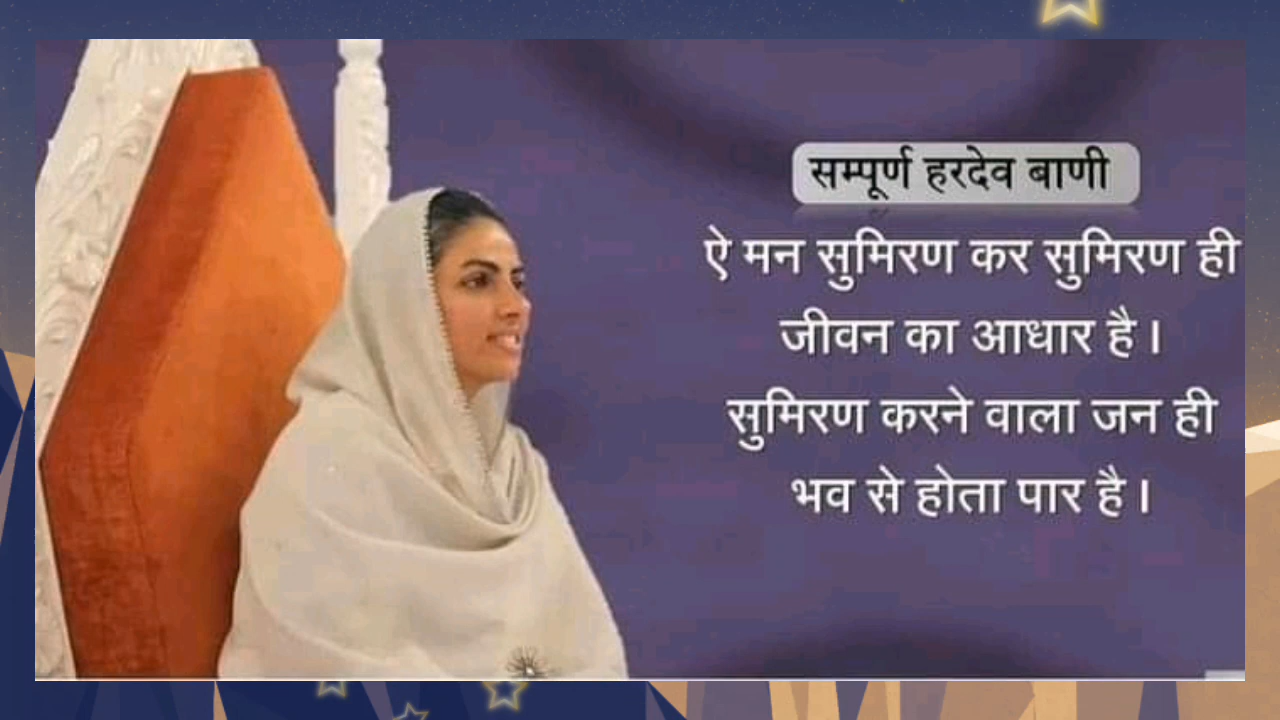 सम्पूर्ण हरदेव बाणी
ऐ मन सुमिरण कर सुमिरण ही
जीवन का आधार है ।
सुमिरण करने वाला जन ही
भव से होता पार है ।